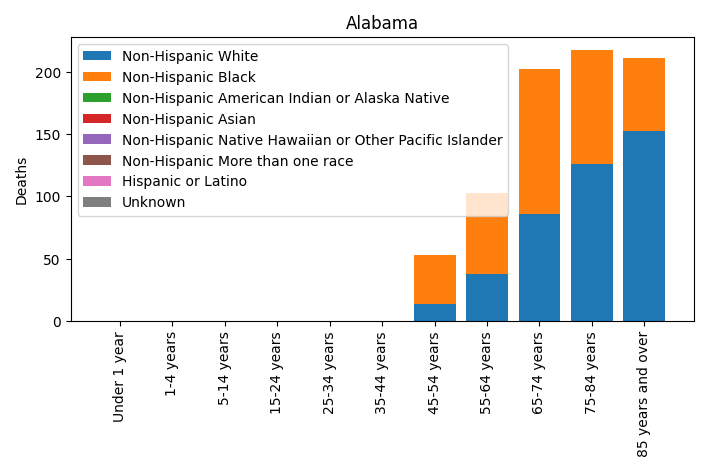 Alabama
Non-Hispanic White
Non-Hispanic Black
Non-Hispanic American Indian or Alaska Native
Non-Hispanic Asian
Non-Hispanic Native Hawaiian or Other Pacific Islander
Non-Hispanic More than one race
Hispanic or Latino
Unknown
Deaths
200
150
100
50
0
Under 1 year
1-4 years
5-14 years
15-24 years
25-34 years
35-44 years
45-54 years
55-64 years
65-74 years
75-84 years
85 years and over